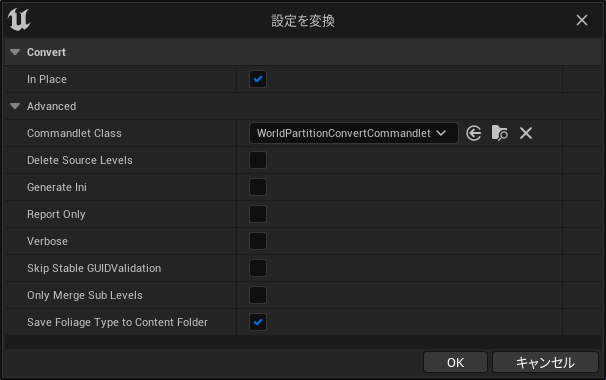 設定を変換
Convert
In Place
Advanced
Commandlet Class WorldPartitionConvertCommandlet
Delete Source Levels
Generate Ini
Report Only
Verbose
Skip Stable GUIDValidation
Only Merge Sub Levels
Save Foliage Type to Content Folder
OK キャンセル